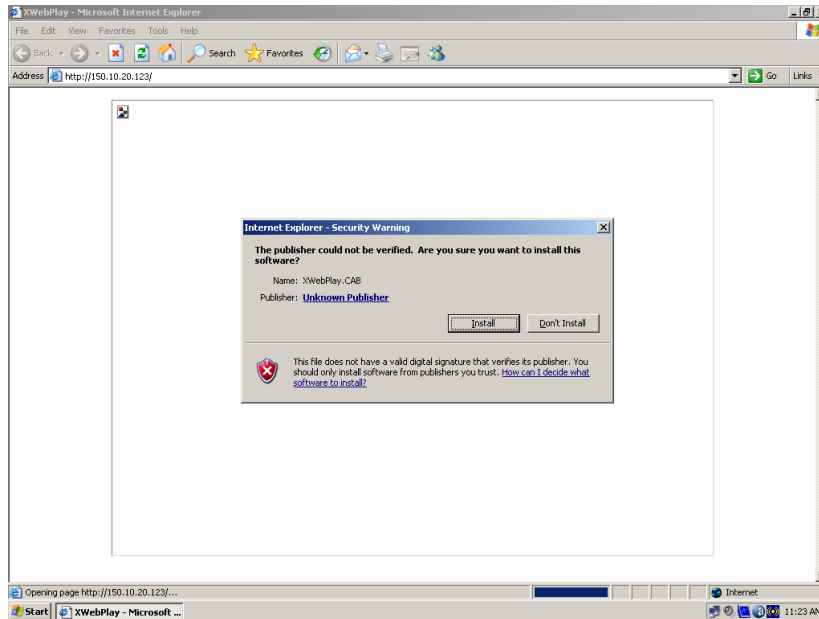 XWebPlay - Microsoft Internet Explorer
File Edit View Favorites Tools Help
Back Search Favorites
Address http://150.10.20.123/ Go Links
Internet Explorer - Security Warning
The publisher could not be verified. Are you sure you want to install this
software?
Name: XWebPlay.CAB
Publisher: Unknown Publisher
Install Don't Install
This file does not have a valid digital signature that verifies its publisher. You
should only install software from publishers you trust. How can I decide what
software to install?
Opening page http://150.10.20.123/... Internet
Start XWebPlay - Microsoft ... 11:23 AM